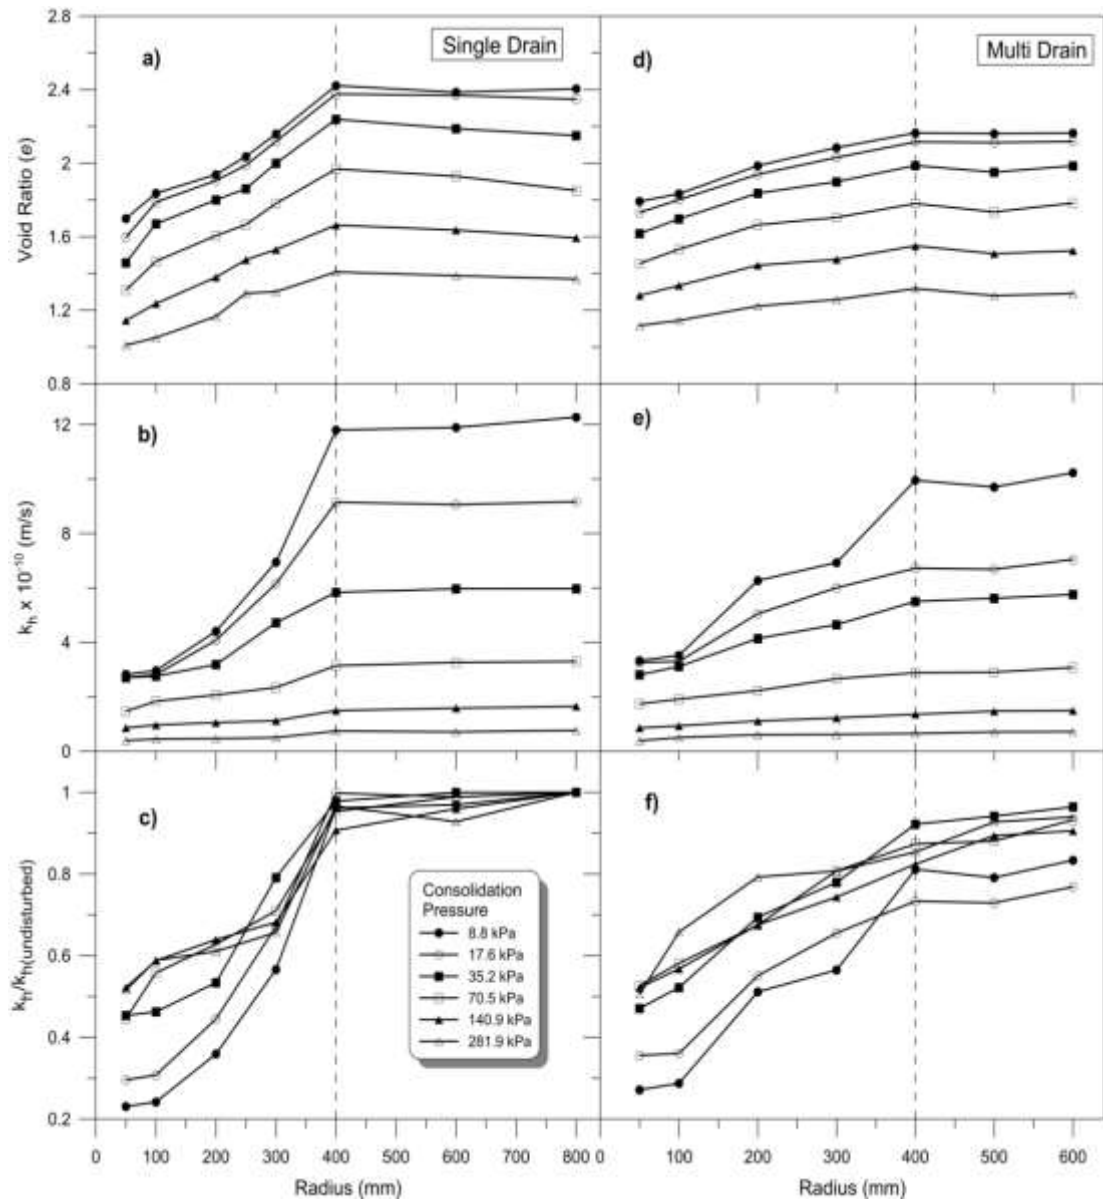 2.8
2.4
2
1.6
1.2
0.8
Void Ratio (e)
a)
Single Drain
d)
Multi Drain
12
8
4
0
k_h x 10^-10 (m/s)
b)
e)
1
0.8
0.6
0.4
0.2
k_h/k_h(undisturbed)
c)
f)
Consolidation
Pressure
8.8 kPa
17.6 kPa
35.2 kPa
70.5 kPa
140.9 kPa
281.9 kPa
0 100 200 300 400 500 600 700 800
0 100 200 300 400 500 600
Radius (mm)
Radius (mm)